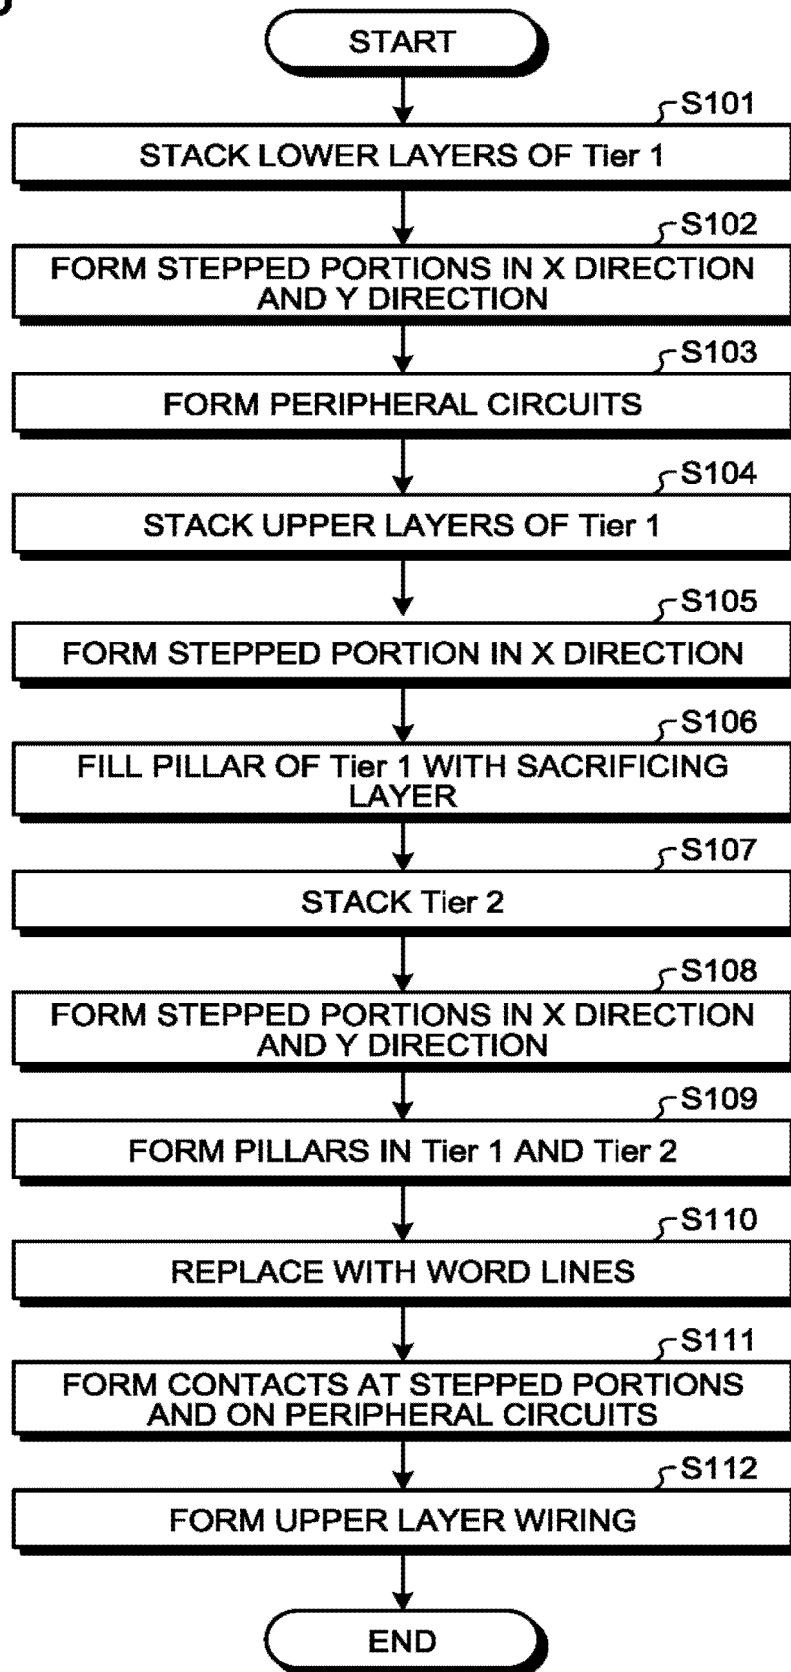 START
S101
STACK LOWER LAYERS OF Tier 1
S102
FORM STEPPED PORTIONS IN X DIRECTION
AND Y DIRECTION
S103
FORM PERIPHERAL CIRCUITS
S104
STACK UPPER LAYERS OF Tier 1
S105
FORM STEPPED PORTION IN X DIRECTION
S106
FILL PILLAR OF Tier 1 WITH SACRIFICING
LAYER
S107
STACK Tier 2
S108
FORM STEPPED PORTIONS IN X DIRECTION
AND Y DIRECTION
S109
FORM PILLARS IN Tier 1 AND Tier 2
S110
REPLACE WITH WORD LINES
S111
FORM CONTACTS AT STEPPED PORTIONS
AND ON PERIPHERAL CIRCUITS
S112
FORM UPPER LAYER WIRING
END